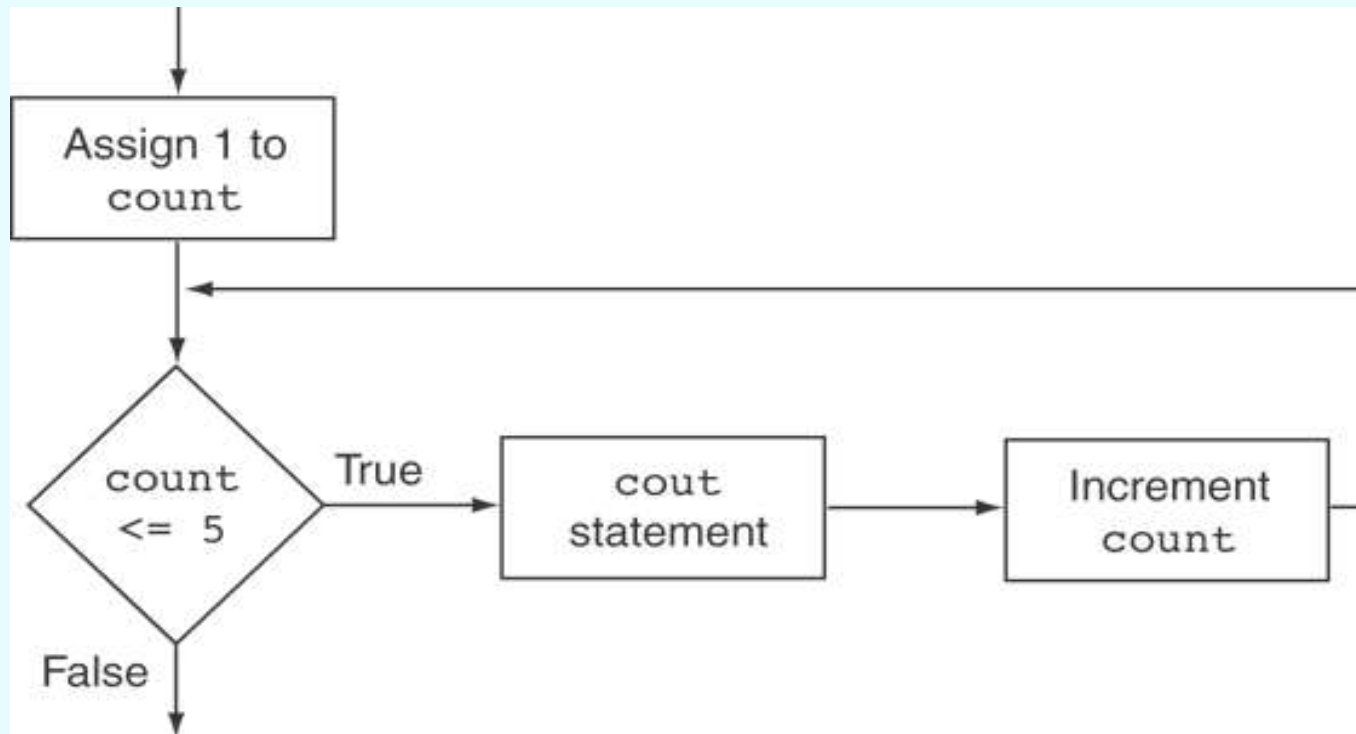 Assign 1 to
count
count
<= 5
True
cout
statement
Increment
count
False